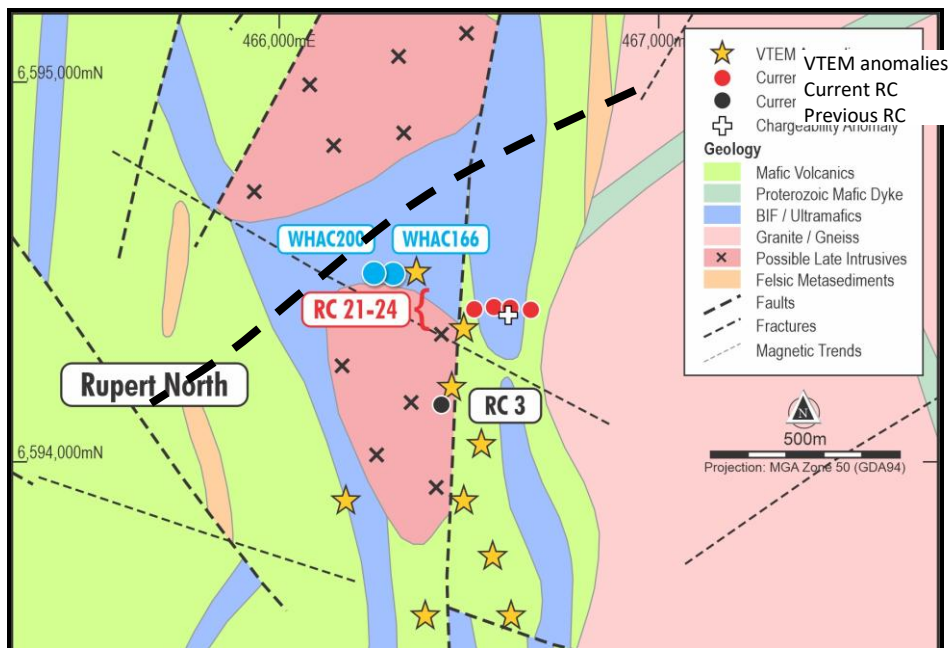 466,000mE
467,000m
6,595,000mN
VTEM
VTEM anomalies
Current RC
Previous RC
Chargeability Anomaly
Geology
Mafic Volcanics
Proterozoic Mafic Dyke
BIF / Ultramafics
Granite / Gneiss
Possible Late Intrusives
Felsic Metasediments
Faults
Fractures
Magnetic Trends
WHAC200
WHAC166
RC 21-24
Rupert North
RC 3
N
500m
Projection: MGA Zone 50 (GDA94)
6,594,000mN